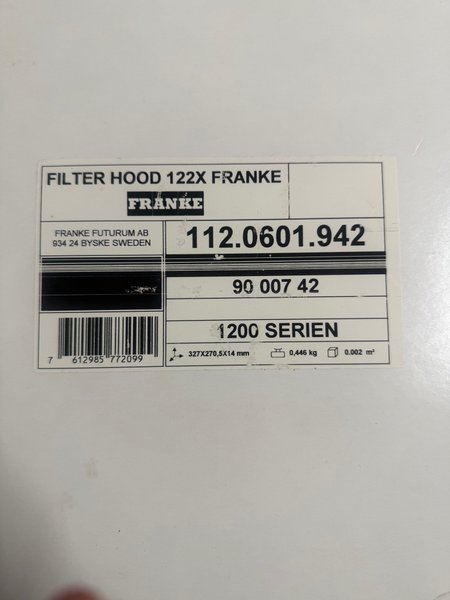 FILTER HOOD 122X FRANKE
FRANKE
FRANKE FUTURUM AB
934 24 BYSKE SWEDEN
112.0601.942
90 007 42
1200 SERIEN
7 612985 772099
327X270,5X14 mm
0,446 kg
0.002 m³